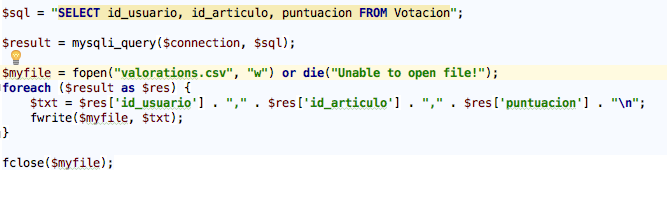 $sql = "SELECT id_usuario, id_articulo, puntuacion FROM Votacion";
$result = mysqli_query($connection, $sql);
$myfile = fopen("valorations.csv", "w") or die("Unable to open file!");
foreach ($result as $res) {
    $txt = $res['id_usuario'] . "," . $res['id_articulo'] . "," . $res['puntuacion'] . "\n";
    fwrite($myfile, $txt);
}
fclose($myfile);